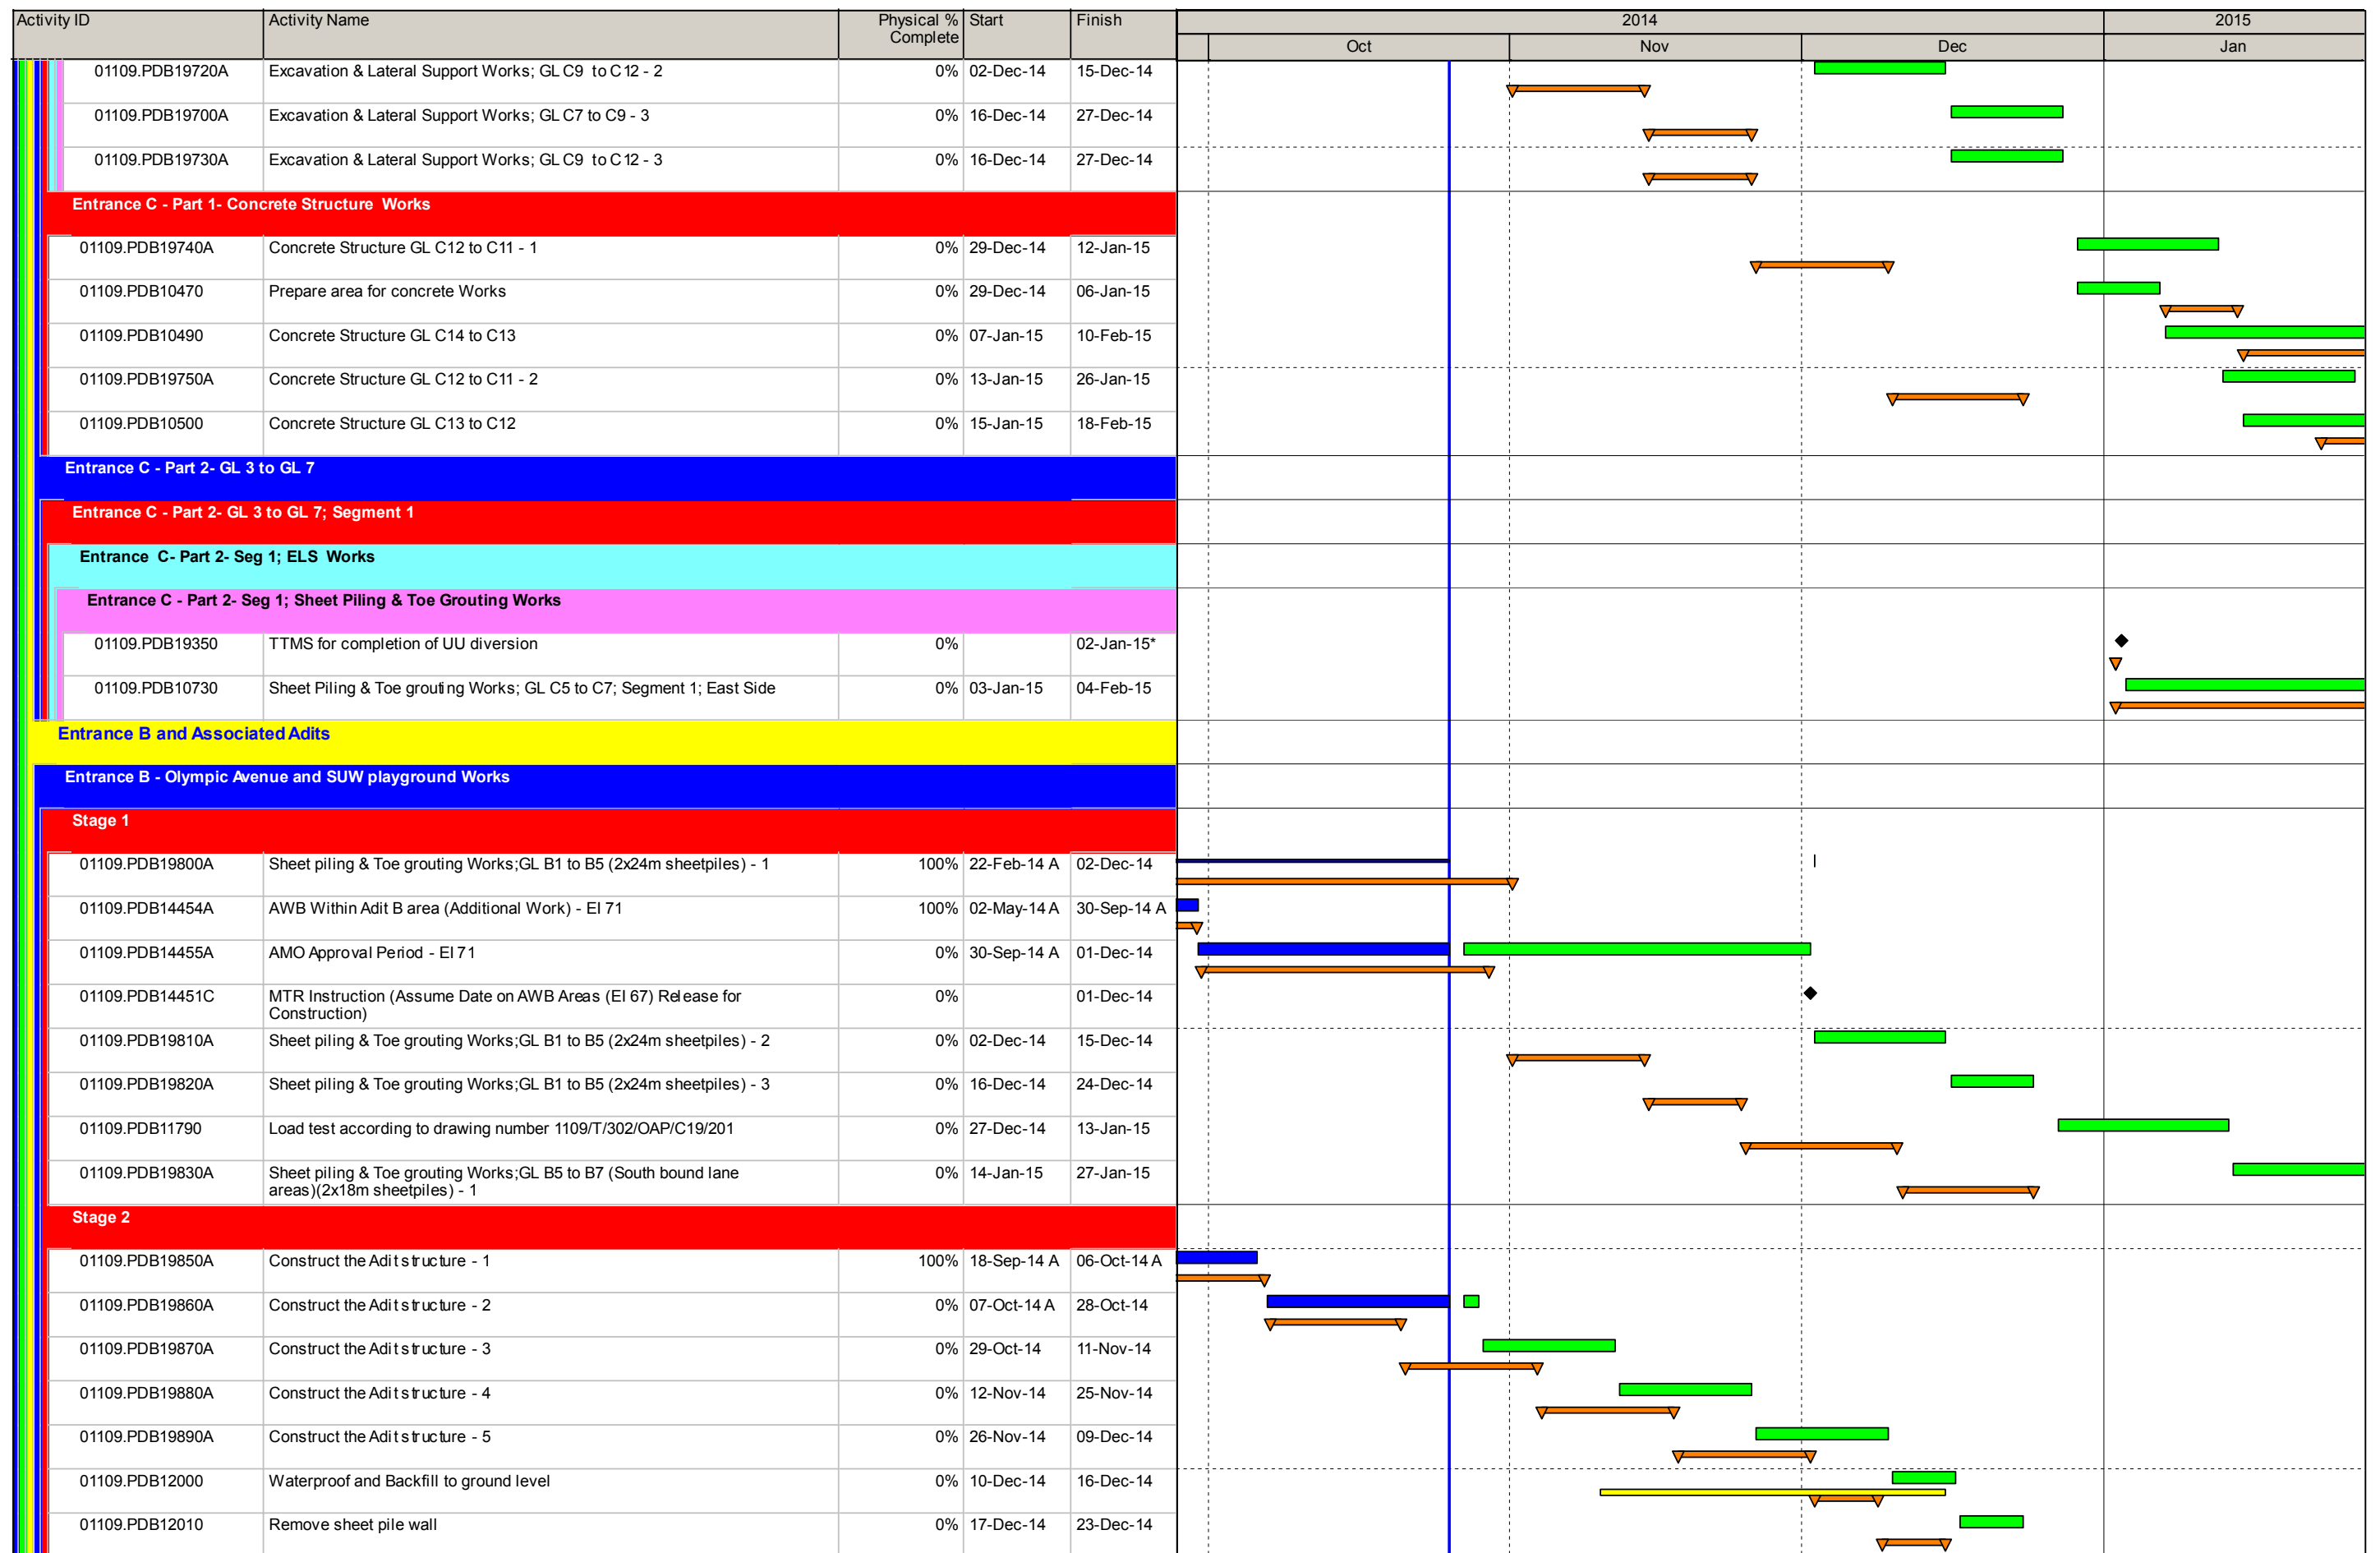 Activity ID Activity Name Physical % Complete Start Finish 2014 2015
Oct Nov Dec Jan
01109.PDB19720A Excavation & Lateral Support Works; GL C9 to C12 - 2 0% 02-Dec-14 15-Dec-14
01109.PDB19700A Excavation & Lateral Support Works; GL C7 to C9 - 3 0% 16-Dec-14 27-Dec-14
01109.PDB19730A Excavation & Lateral Support Works; GL C9 to C12 - 3 0% 16-Dec-14 27-Dec-14
Entrance C - Part 1- Concrete Structure Works
01109.PDB19740A Concrete Structure GL C12 to C11 - 1 0% 29-Dec-14 12-Jan-15
01109.PDB10470 Prepare area for concrete Works 0% 29-Dec-14 06-Jan-15
01109.PDB10490 Concrete Structure GL C14 to C13 0% 07-Jan-15 10-Feb-15
01109.PDB19750A Concrete Structure GL C12 to C11 - 2 0% 13-Jan-15 26-Jan-15
01109.PDB10500 Concrete Structure GL C13 to C12 0% 15-Jan-15 18-Feb-15
Entrance C - Part 2- GL 3 to GL 7
Entrance C - Part 2- GL 3 to GL 7; Segment 1
Entrance C- Part 2- Seg 1; ELS Works
Entrance C - Part 2- Seg 1; Sheet Piling & Toe Grouting Works
01109.PDB19350 TTMS for completion of UU diversion 0% 02-Jan-15*
01109.PDB10730 Sheet Piling & Toe grouting Works; GL C5 to C7; Segment 1; East Side 0% 03-Jan-15 04-Feb-15
Entrance B and Associated Adits
Entrance B - Olympic Avenue and SUW playground Works
Stage 1
01109.PDB19800A Sheet piling & Toe grouting Works;GL B1 to B5 (2x24m sheetpiles) - 1 100% 22-Feb-14 A 02-Dec-14
01109.PDB14454A AWB Within Adit B area (Additional Work) - EI 71 100% 02-May-14 A 30-Sep-14 A
01109.PDB14455A AMO Approval Period - EI 71 0% 30-Sep-14 A 01-Dec-14
01109.PDB14451C MTR Instruction (Assume Date on AWB Areas (EI 67) Release for 0% 01-Dec-14
Construction)
01109.PDB19810A Sheet piling & Toe grouting Works;GL B1 to B5 (2x24m sheetpiles) - 2 0% 02-Dec-14 15-Dec-14
01109.PDB19820A Sheet piling & Toe grouting Works;GL B1 to B5 (2x24m sheetpiles) - 3 0% 16-Dec-14 24-Dec-14
01109.PDB11790 Load test according to drawing number 1109/T/302/OAP/C19/201 0% 27-Dec-14 13-Jan-15
01109.PDB19830A Sheet piling & Toe grouting Works;GL B5 to B7 (South bound lane 0% 14-Jan-15 27-Jan-15
areas)(2x18m sheetpiles) - 1
Stage 2
01109.PDB19850A Construct the Adit structure - 1 100% 18-Sep-14 A 06-Oct-14 A
01109.PDB19860A Construct the Adit structure - 2 0% 07-Oct-14 A 28-Oct-14
01109.PDB19870A Construct the Adit structure - 3 0% 29-Oct-14 11-Nov-14
01109.PDB19880A Construct the Adit structure - 4 0% 12-Nov-14 25-Nov-14
01109.PDB19890A Construct the Adit structure - 5 0% 26-Nov-14 09-Dec-14
01109.PDB12000 Waterproof and Backfill to ground level 0% 10-Dec-14 16-Dec-14
01109.PDB12010 Remove sheet pile wall 0% 17-Dec-14 23-Dec-14